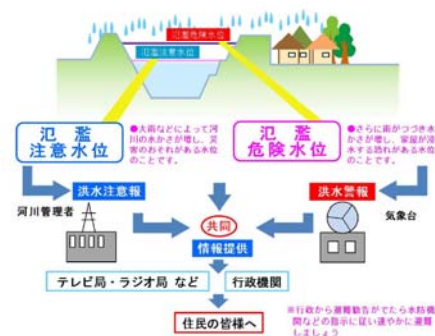 氾濫危険水位
氾濫注意水位
氾 濫
注意水位
●大雨などによって河
川の水かさが増し、災
害のおそれがある水位
のことです。
氾 濫
危険水位
●さらに雨がつづき水
かさが増し、家屋が浸
水する恐れがある水位
のことです。
洪水注意報
洪水警報
河川管理者
共同
気象台
情報提供
テレビ局・ラジオ局 など
行政機関
住民の皆様へ
※行政から避難勧告がでたら水防機
関などの指示に従い速やかに避難
しましょう